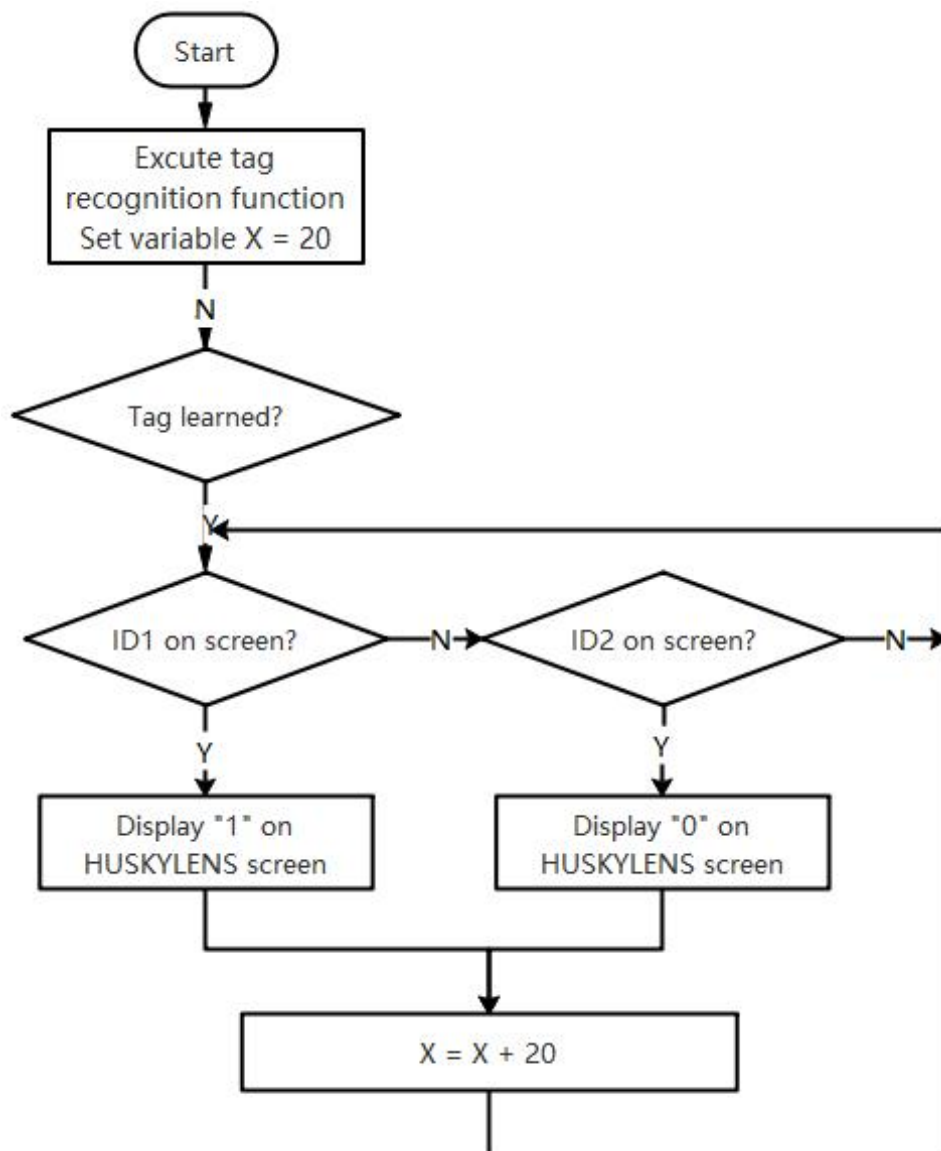 Start
Excute tag
recognition function
Set variable X = 20
N
Tag learned?
Y
ID1 on screen?
N
ID2 on screen?
N
Y
Y
Display "1" on
HUSKYLENS screen
Display "0" on
HUSKYLENS screen
X = X + 20